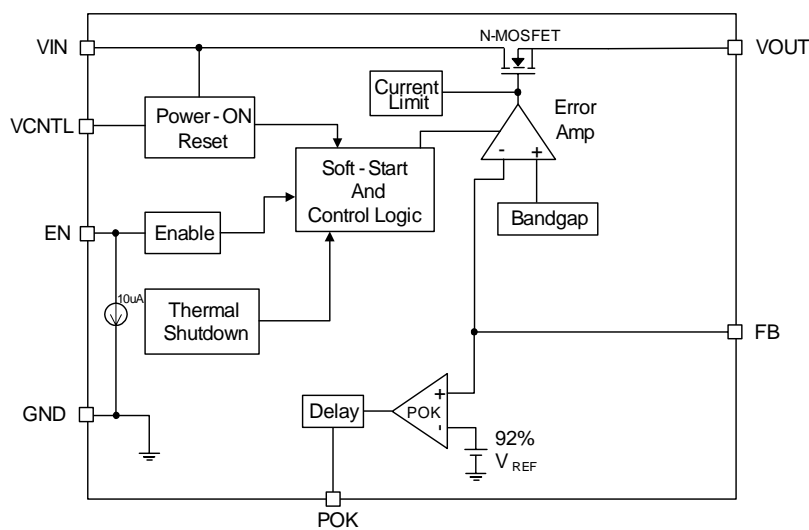 N-MOSFET
VIN
VOUT
Current
Limit
Error
Amp
VCNTL
Power-ON
Reset
- +
Soft-Start
And
Control Logic
Bandgap
EN
Enable
10uA
Thermal
Shutdown
FB
GND
Delay
POK
+
-
92%
V REF
POK